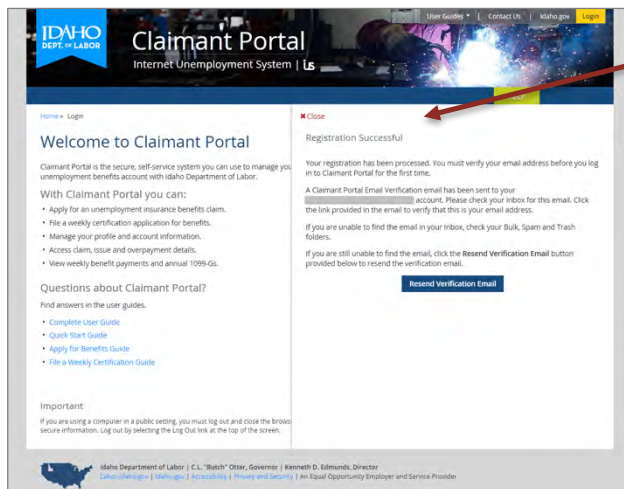 User Guides | Contact Us | Idaho.gov Login
IDAHO
DEPT. OF LABOR
Claimant Portal
Internet Unemployment System | iUS
HELP
Home » Login
Welcome to Claimant Portal
Claimant Portal is the secure, self-service system you can use to manage you
unemployment benefits account with Idaho Department of Labor.
With Claimant Portal you can:
• Apply for an unemployment insurance benefits claim.
• File a weekly certification application for benefits.
• Manage your profile and account information.
• Access claim, issue and overpayment details.
• View weekly benefit payments and annual 1099-Gs.
Questions about Claimant Portal?
Find answers in the user guides.
• Complete User Guide
• Quick Start Guide
• Apply for Benefits Guide
• File a Weekly Certification Guide
Important
If you are using a computer in a public setting, you must log out and close the brows
secure information. Log out by selecting the Log Out link at the top of the screen.
✖ Close
Registration Successful
Your registration has been processed. You must verify your email address before you log
in to Claimant Portal for the first time.
A Claimant Portal Email Verification email has been sent to your
account. Please check your inbox for this email. Click
the link provided in the email to verify that this is your email address.
If you are unable to find the email in your Inbox, check your Bulk, Spam and Trash
folders.
If you are still unable to find the email, click the Resend Verification Email button
provided below to resend the verification email.
Resend Verification Email
Idaho Department of Labor | C.L. "Butch" Otter, Governor | Kenneth D. Edmunds, Director
labor.idaho.gov | Idaho.gov | Accessibility | Privacy and Security | An Equal Opportunity Employer and Service Provider